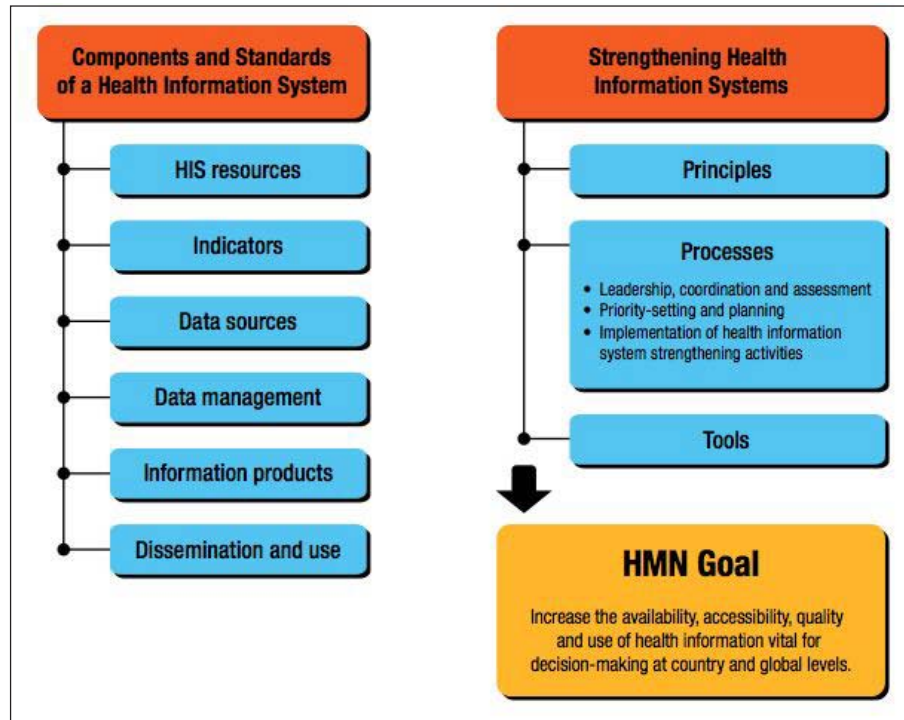 Components and Standards
of a Health Information System
HIS resources
Indicators
Data sources
Data management
Information products
Dissemination and use
Strengthening Health
Information Systems
Principles
Processes
• Leadership, coordination and assessment
• Priority-setting and planning
• Implementation of health information
system strengthening activities
Tools
HMN Goal
Increase the availability, accessibility, quality
and use of health information vital for
decision-making at country and global levels.